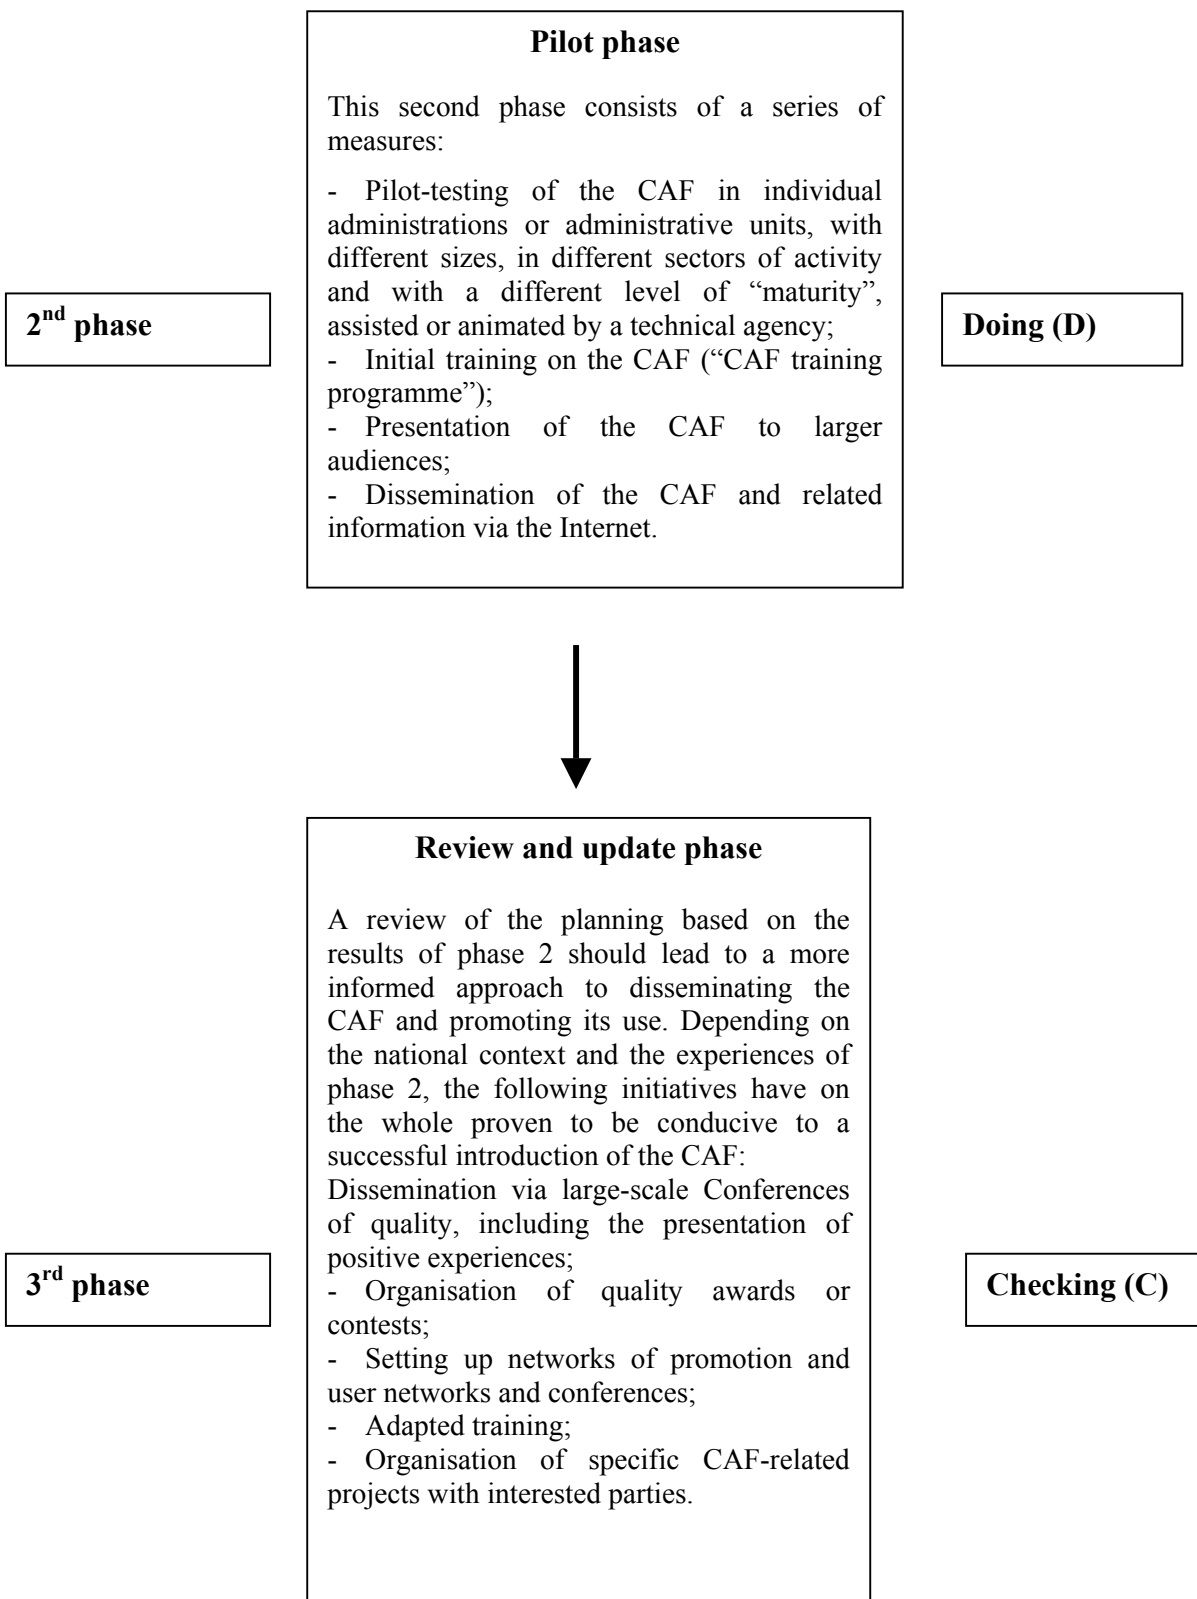 Pilot phase
This second phase consists of a series of
measures:
- Pilot-testing of the CAF in individual
administrations or administrative units, with
different sizes, in different sectors of activity
and with a different level of “maturity”,
assisted or animated by a technical agency;
- Initial training on the CAF (“CAF training
programme”);
- Presentation of the CAF to larger
audiences;
- Dissemination of the CAF and related
information via the Internet.
2nd phase
Doing (D)
Review and update phase
A review of the planning based on the
results of phase 2 should lead to a more
informed approach to disseminating the
CAF and promoting its use. Depending on
the national context and the experiences of
phase 2, the following initiatives have on
the whole proven to be conducive to a
successful introduction of the CAF:
Dissemination via large-scale Conferences
of quality, including the presentation of
positive experiences;
- Organisation of quality awards or
contests;
- Setting up networks of promotion and
user networks and conferences;
- Adapted training;
- Organisation of specific CAF-related
projects with interested parties.
3rd phase
Checking (C)